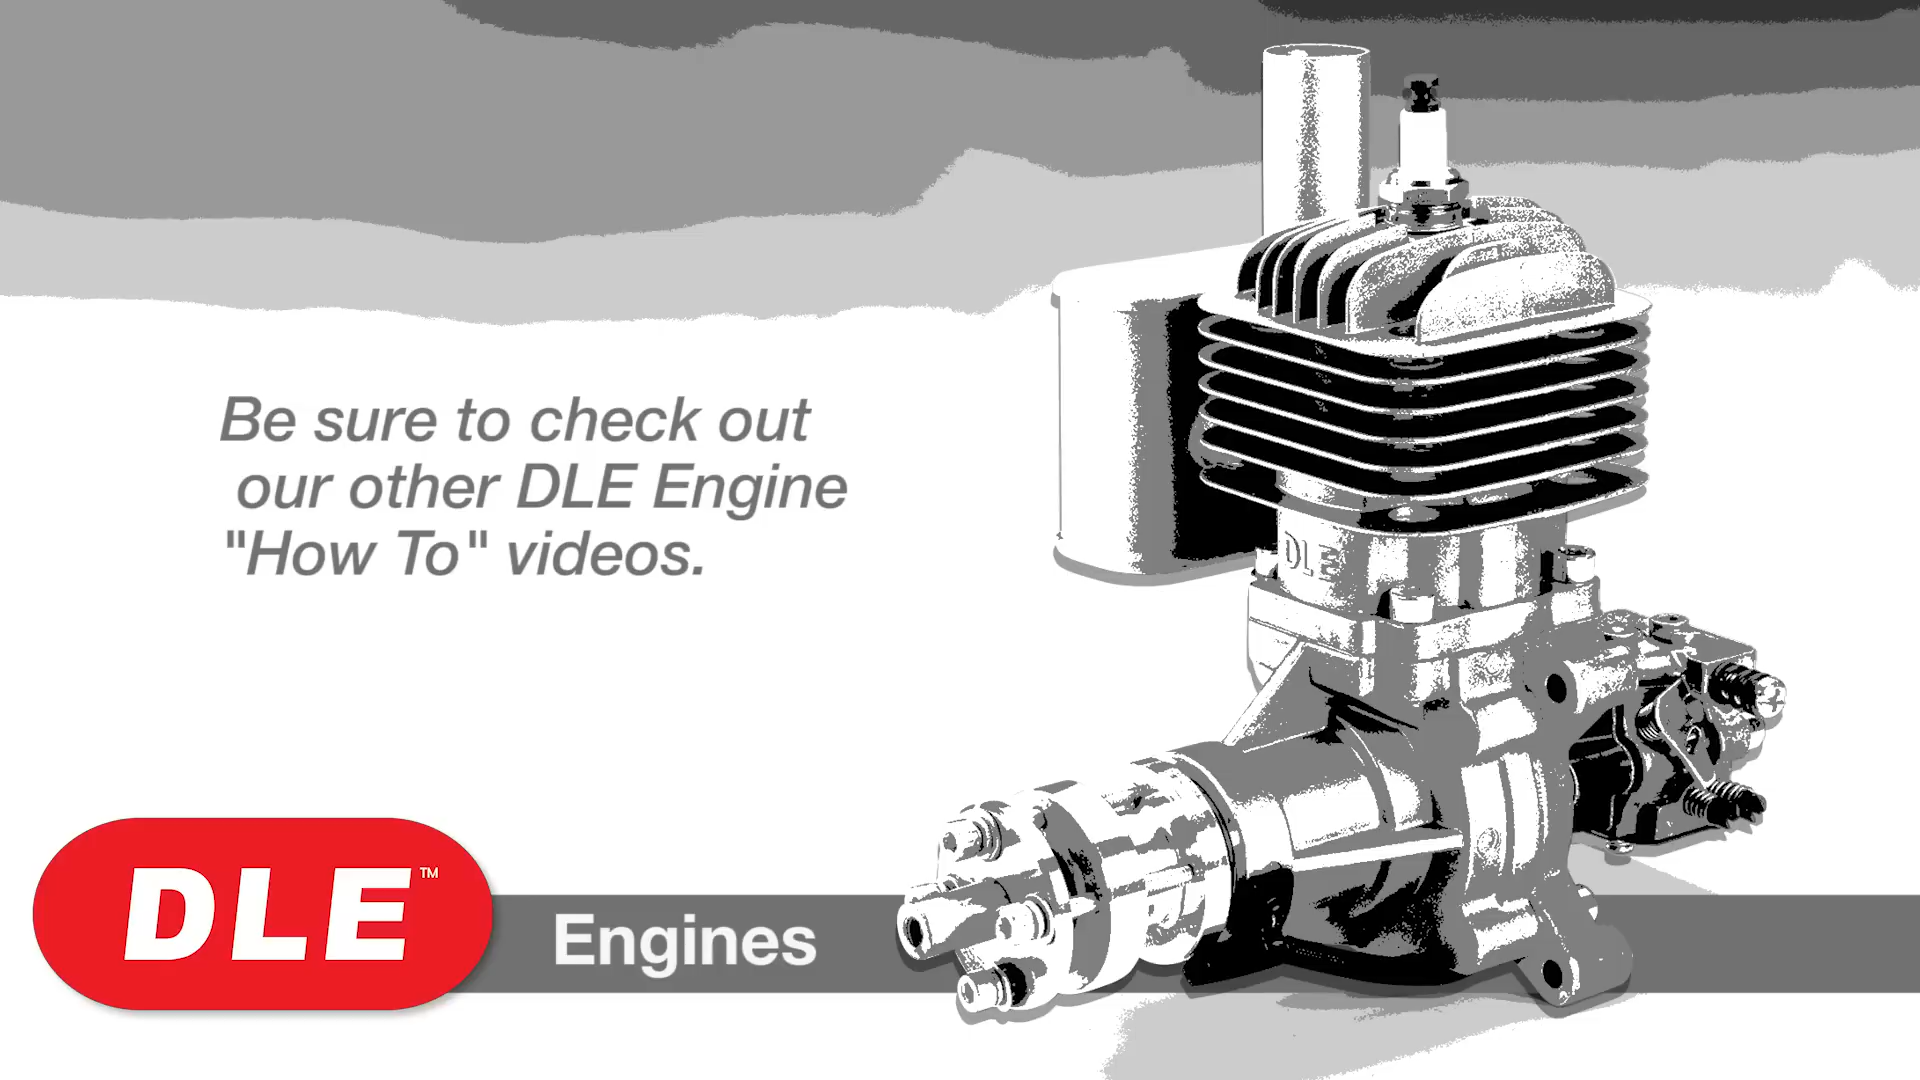 Be sure to check out
our other DLE Engine
"How To" videos.
DLE
DLE™
Engines